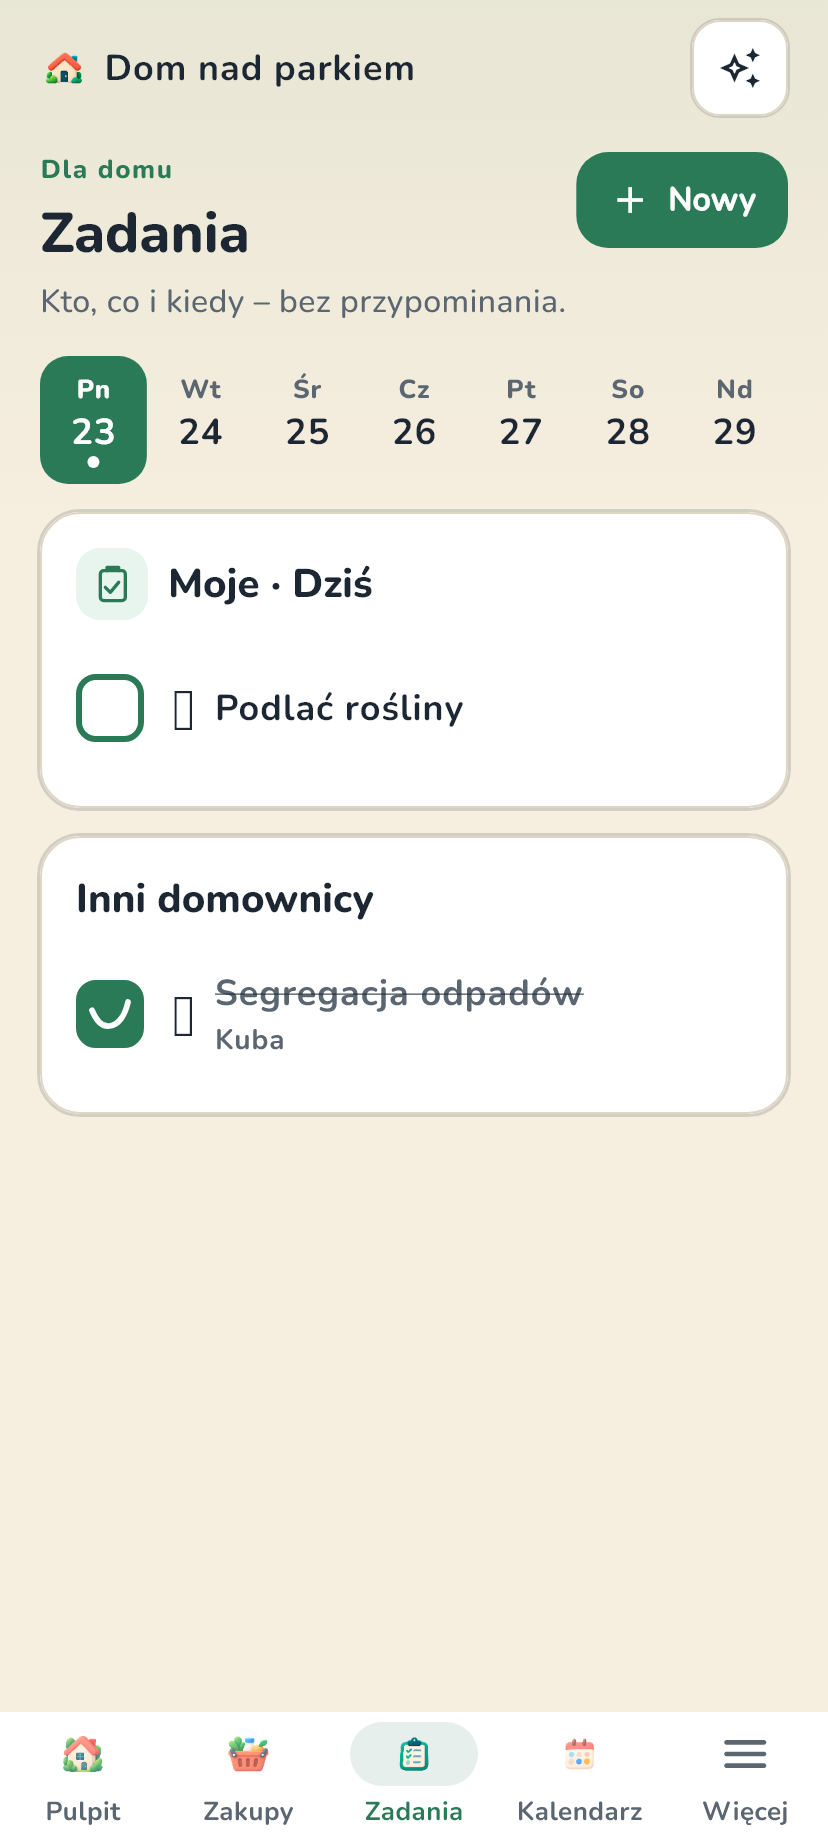 Dom nad parkiem
Dla domu
Zadania
+ Nowy
Kto, co i kiedy – bez przypominania.
Pn Wt Śr Cz Pt So Nd
23 24 25 26 27 28 29
Moje · Dziś
Podlać rośliny
Inni domownicy
Segregacja odpadów
Kuba
Pulpit Zakupy Zadania Kalendarz Więcej